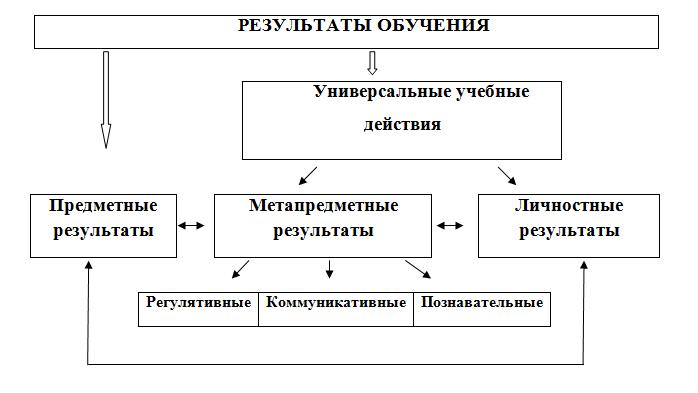 РЕЗУЛЬТАТЫ ОБУЧЕНИЯ
Универсальные учебные
действия
Предметные
результаты
Метапредметные
результаты
Личностные
результаты
Регулятивные
Коммуникативные
Познавательные